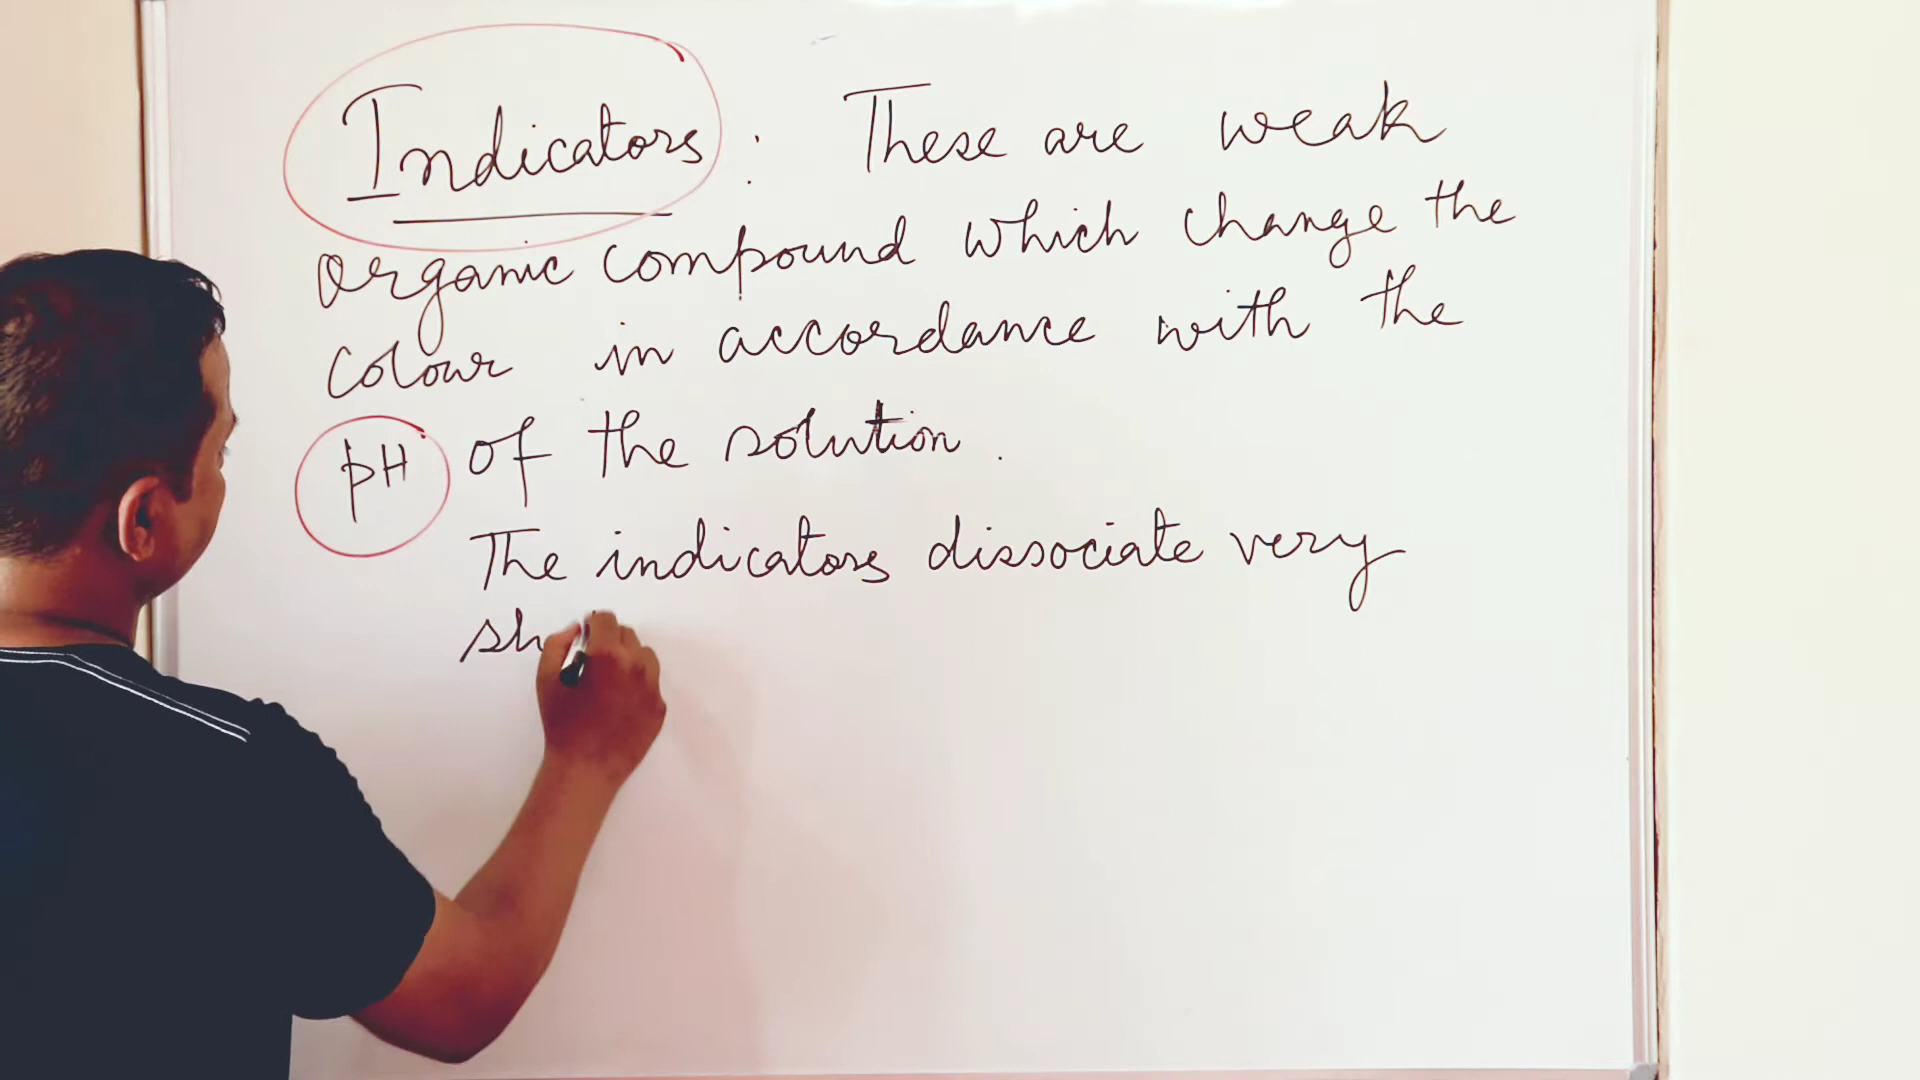 Indicators : These are weak
organic compound which change the
colour in accordance with the
pH of the solution.
The indicators dissociate very